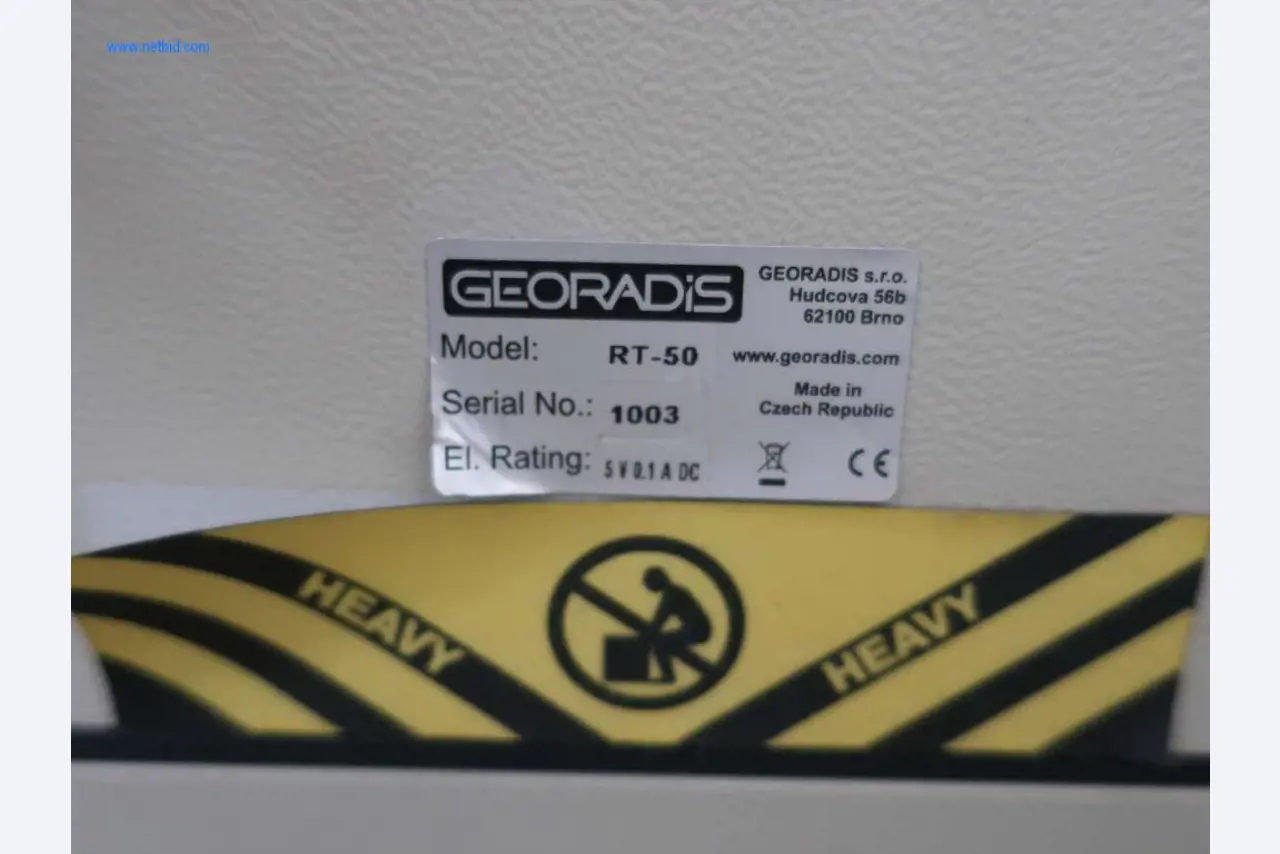 www.netbid.com
GEORADiS
GEORADIS s.r.o.
Hudcova 56b
62100 Brno
Model: RT-50
www.georadis.com
Serial No.: 1003
Made in
Czech Republic
El. Rating: 5 V 0.1 A DC
CE
HEAVY
HEAVY